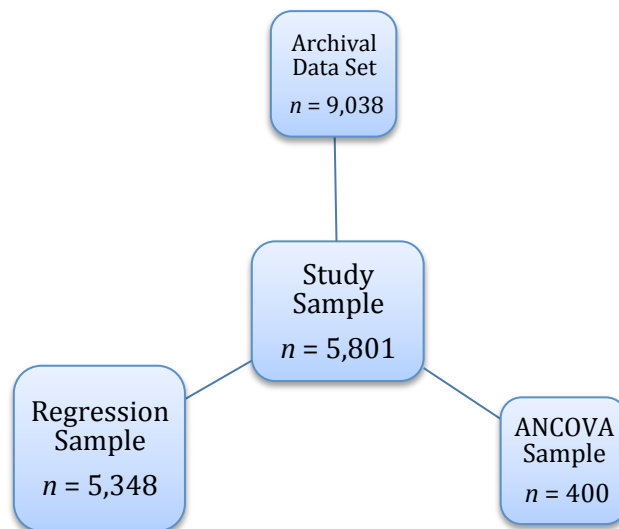 Archival
Data Set
n = 9,038
Study
Sample
n = 5,801
Regression
Sample
n = 5,348
ANCOVA
Sample
n = 400